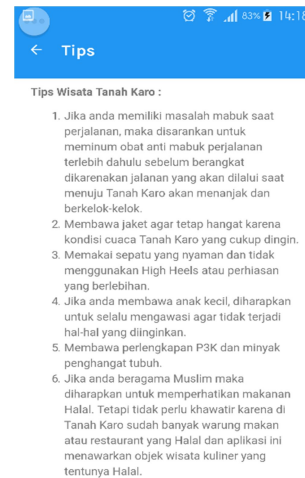 83% 14:18
Tips
Tips Wisata Tanah Karo :
1. Jika anda memiliki masalah mabuk saat
perjalanan, maka disarankan untuk
meminum obat anti mabuk perjalanan
terlebih dahulu sebelum berangkat
dikarenakan jalanan yang akan dilalui saat
menuju Tanah Karo akan menanjak dan
berkelok-kelok.
2. Membawa jaket agar tetap hangat karena
kondisi cuaca Tanah Karo yang cukup dingin.
3. Memakai sepatu yang nyaman dan tidak
menggunakan High Heels atau perhiasan
yang berlebihan.
4. Jika anda membawa anak kecil, diharapkan
untuk selalu mengawasi agar tidak terjadi
hal-hal yang diinginkan.
5. Membawa perlengkapan P3K dan minyak
penghangat tubuh.
6. Jika anda beragama Muslim maka
diharapkan untuk memperhatikan makanan
Halal. Tetapi tidak perlu khawatir karena di
Tanah Karo sudah banyak warung makan
atau restaurant yang Halal dan aplikasi ini
menawarkan objek wisata kuliner yang
tentunya Halal.